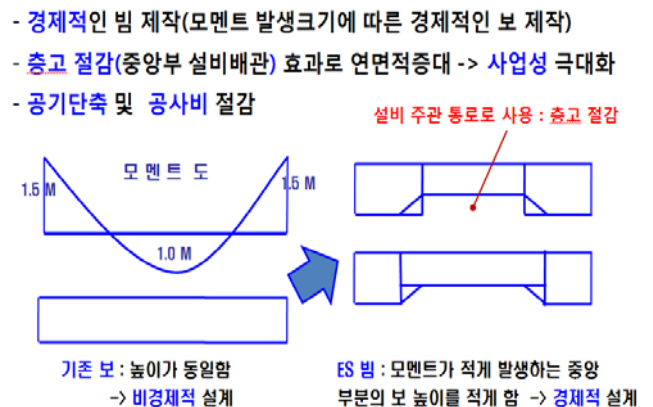 - 경제적인 빔 제작(모멘트 발생크기에 따른 경제적인 보 제작)
- 층고 절감(중앙부 설비배관) 효과로 연면적증대 -> 사업성 극대화
- 공기단축 및 공사비 절감
설비 주관 통로로 사용 : 층고 절감
모 멘 트 도
1.5 M
1.5 M
1.0 M
기존 보 : 높이가 동일함
-> 비경제적 설계
ES 빔 : 모멘트가 적게 발생하는 중앙
부분의 보 높이를 적게 함 -> 경제적 설계